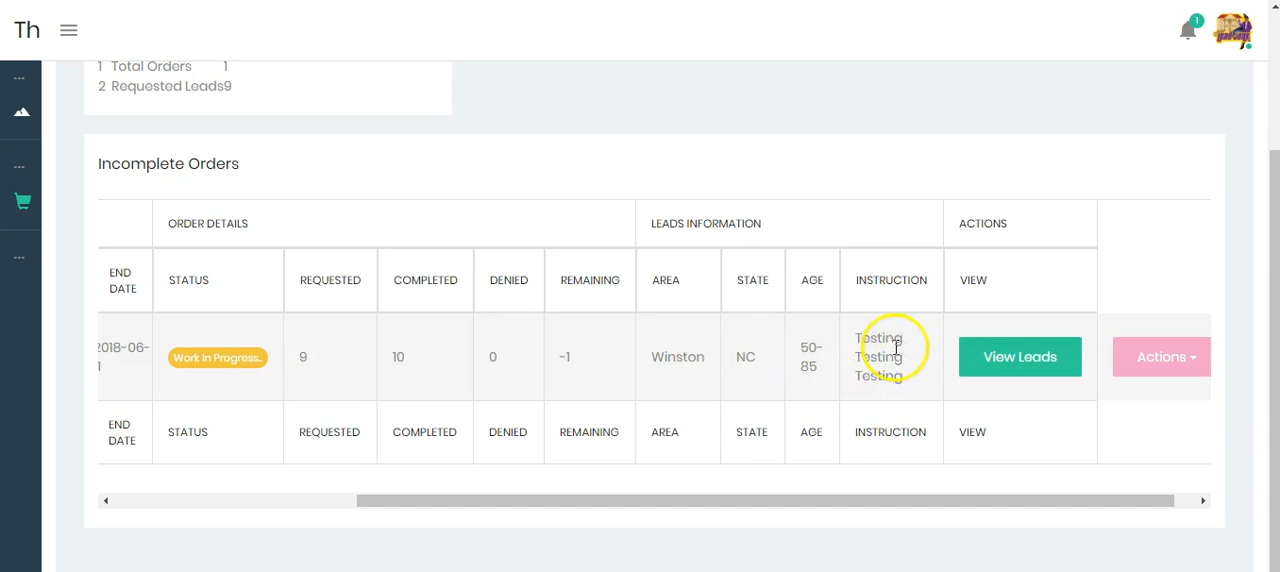 Th
1
1 Total Orders 1
2 Requested Leads9
Incomplete Orders
ORDER DETAILS LEADS INFORMATION ACTIONS
END DATE STATUS REQUESTED COMPLETED DENIED REMAINING AREA STATE AGE INSTRUCTION VIEW
2018-06-
1 Work In Progress.. 9 10 0 -1 Winston NC 50-
85 Testing
Testing
Testing View Leads Actions
END DATE STATUS REQUESTED COMPLETED DENIED REMAINING AREA STATE AGE INSTRUCTION VIEW